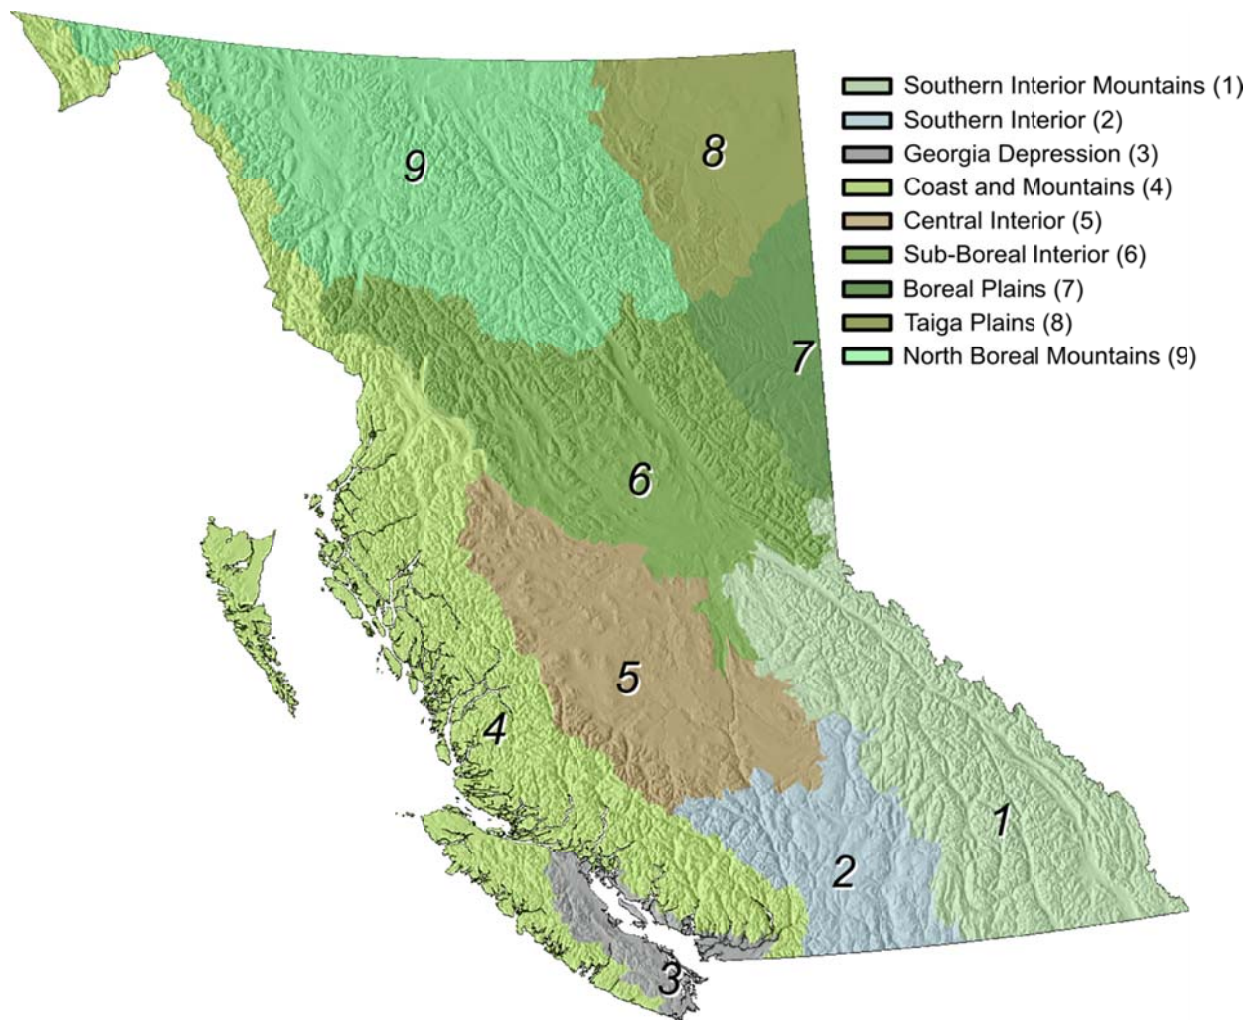 9
8
Southern Interior Mountains (1)
Southern Interior (2)
Georgia Depression (3)
Coast and Mountains (4)
Central Interior (5)
Sub-Boreal Interior (6)
Boreal Plains (7)
Taiga Plains (8)
North Boreal Mountains (9)
7
6
5
4
1
2
3